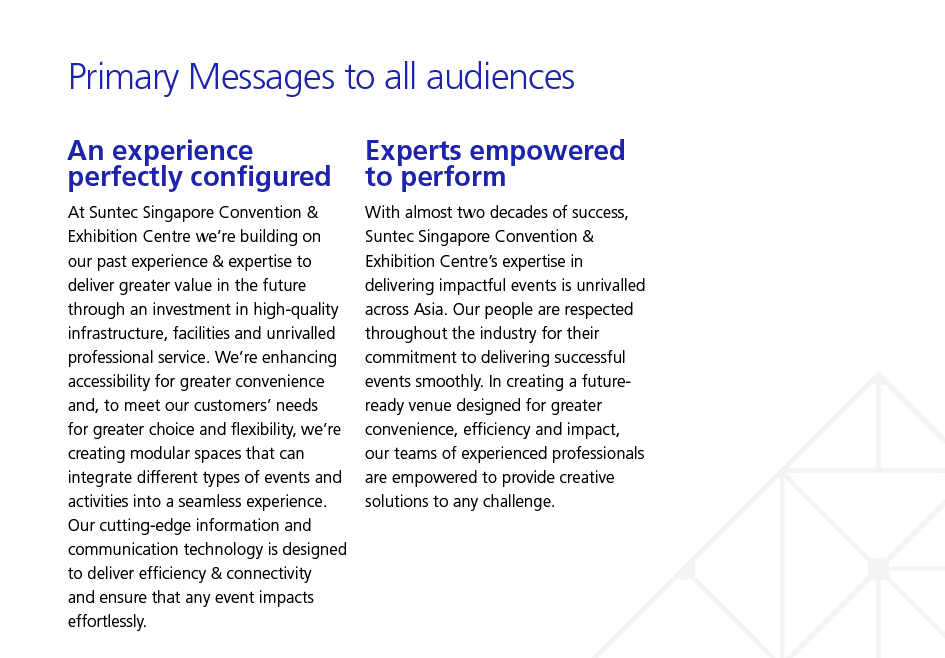 Primary Messages to all audiences
An experience
perfectly configured
At Suntec Singapore Convention &
Exhibition Centre we’re building on
our past experience & expertise to
deliver greater value in the future
through an investment in high-quality
infrastructure, facilities and unrivalled
professional service. We’re enhancing
accessibility for greater convenience
and, to meet our customers’ needs
for greater choice and flexibility, we’re
creating modular spaces that can
integrate different types of events and
activities into a seamless experience.
Our cutting-edge information and
communication technology is designed
to deliver efficiency & connectivity
and ensure that any event impacts
effortlessly.
Experts empowered
to perform
With almost two decades of success,
Suntec Singapore Convention &
Exhibition Centre’s expertise in
delivering impactful events is unrivalled
across Asia. Our people are respected
throughout the industry for their
commitment to delivering successful
events smoothly. In creating a future-
ready venue designed for greater
convenience, efficiency and impact,
our teams of experienced professionals
are empowered to provide creative
solutions to any challenge.